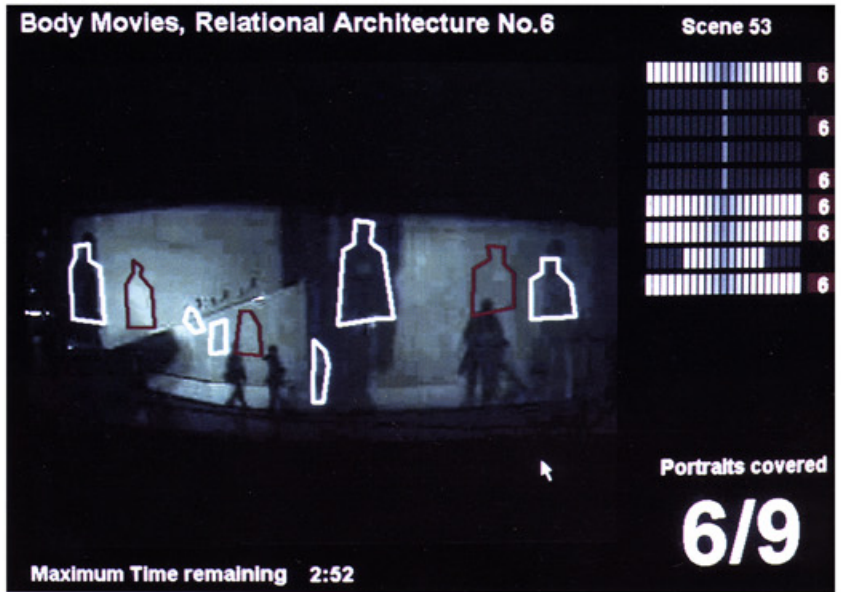 Body Movies, Relational Architecture No.6
Scene 53
6
6
6
6
6
6
Portraits covered
6/9
Maximum Time remaining 2:52